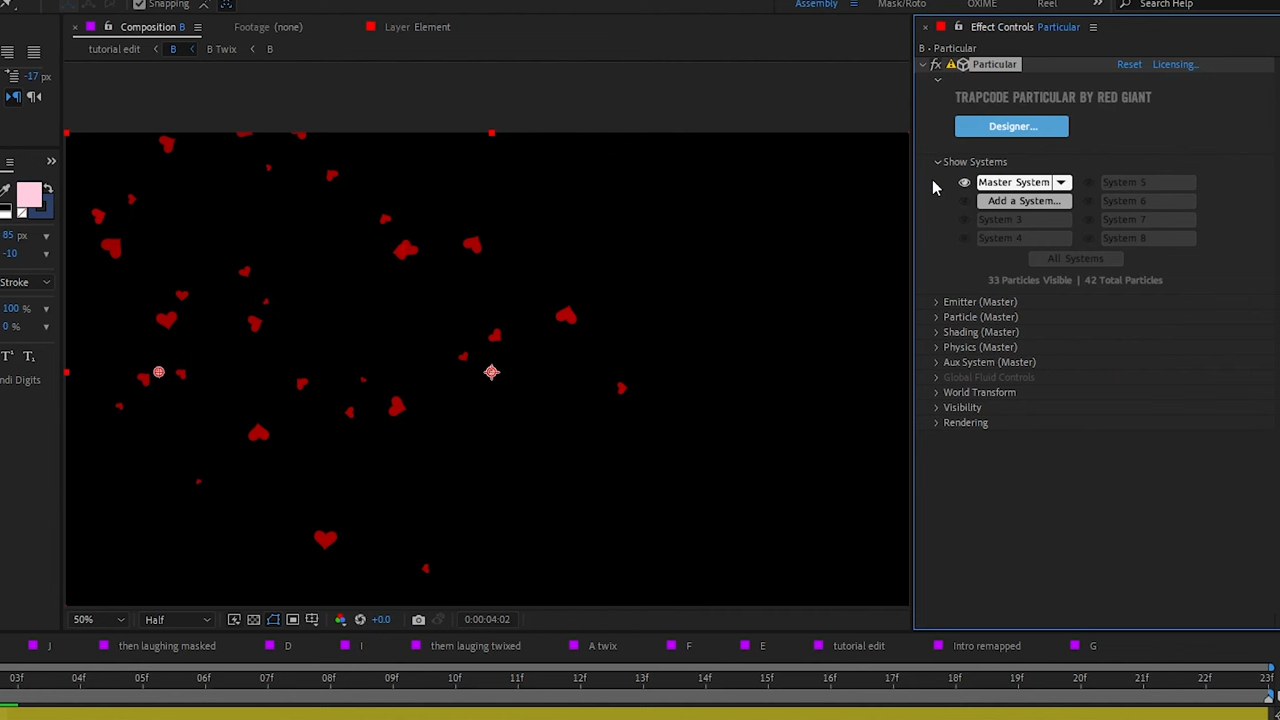 Snapping
Assembly
Mask/Roto
OXIME
Reel
Search Help
Composition B
Footage (none)
Layer Element
Effect Controls Particular
tutorial edit
B
B Twix
B
B • Particular
fx
Particular
Reset
Licensing...
-17 px
TRAPCODE PARTICULAR BY RED GIANT
Designer...
Show Systems
Master System
System 5
Add a System...
System 6
System 3
System 7
System 4
System 8
All Systems
33 Particles Visible | 42 Total Particles
85 px
-10
Stroke
100 %
0 %
Emitter (Master)
Particle (Master)
Shading (Master)
Physics (Master)
Aux System (Master)
Global Fluid Controls
World Transform
Visibility
Rendering
T¹ T₁
ndi Digits
50%
Half
+0.0
0:00:04:02
J
then laughing masked
D
I
them lauging twixed
A twix
F
E
tutorial edit
Intro remapped
G
03f
04f
05f
06f
07f
08f
09f
10f
11f
12f
13f
14f
15f
16f
17f
18f
19f
20f
21f
22f
23f